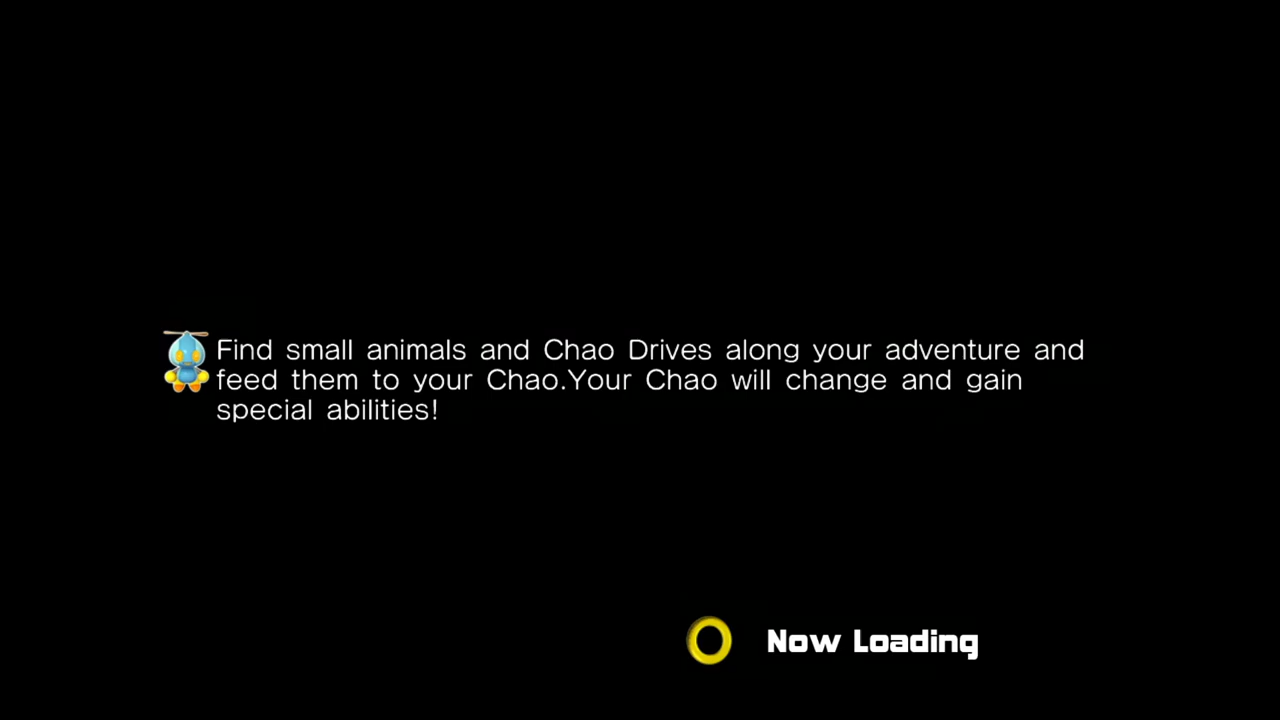 Find small animals and Chao Drives along your adventure and
feed them to your Chao.Your Chao will change and gain
special abilities!
Now Loading